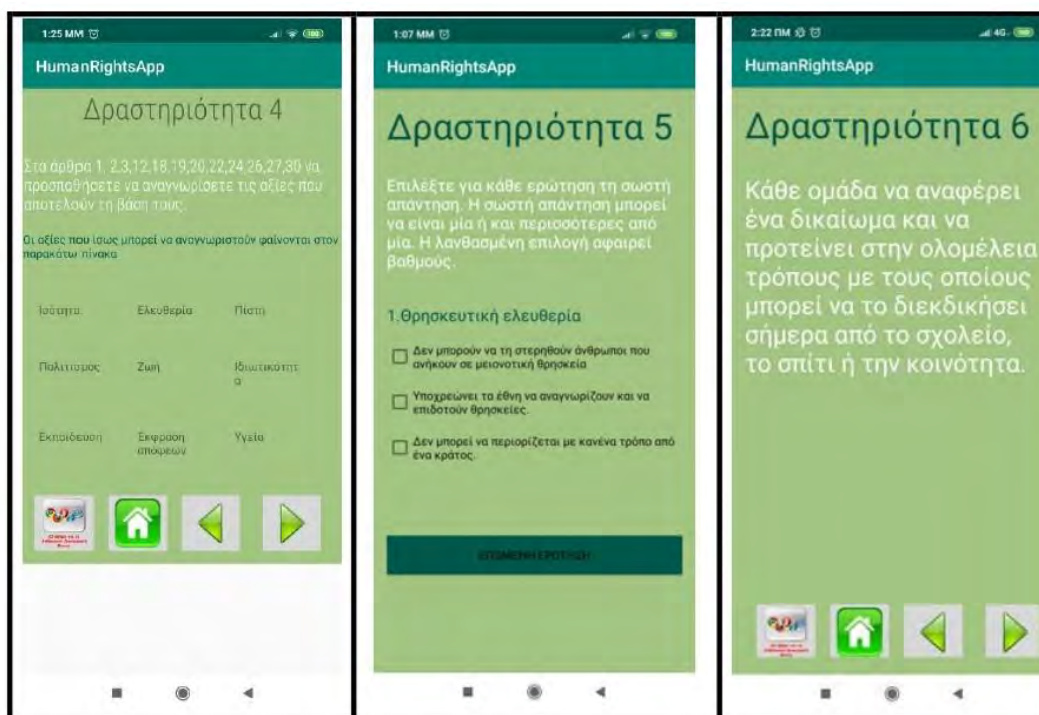 1:25 MM
HumanRightsApp
Δραστηριότητα 4
Στα άρθρα 1, 2,3,12,18,19,20,22,24,26,27,30 να
προσπαθήσετε να αναγνωρίσετε τις αξίες που
αποτελούν τη βάση τους.
Οι αξίες που ίσως μπορεί να αναγνωριστούν φαίνονται στον
παρακάτω πίνακα
Ισότητα Ελευθερία Πίστη
Πολιτισμός Ζωή Ιδιωτικότητ
α
Εκπαίδευση Έκφραση Υγεία
απόψεων
1:07 MM
HumanRightsApp
Δραστηριότητα 5
Επιλέξτε για κάθε ερώτηση τη σωστή
απάντηση. Η σωστή απάντηση μπορεί
να είναι μία ή και περισσότερες από
μία. Η λανθασμένη επιλογή αφαιρεί
βαθμούς.
1.Θρησκευτική ελευθερία
Δεν μπορούν να τη στερηθούν άνθρωποι που
ανήκουν σε μειονοτική θρησκεία
Υποχρεώνει τα έθνη να αναγνωρίζουν και να
επιδοτούν θρησκείες.
Δεν μπορεί να περιορίζεται με κανένα τρόπο από
ένα κράτος.
ΕΠΟΜΕΝΗ ΕΡΩΤΗΣΗ
2:22 ΠΜ
4G
HumanRightsApp
Δραστηριότητα 6
Κάθε ομάδα να αναφέρει
ένα δικαίωμα και να
προτείνει στην ολομέλεια
τρόπους με τους οποίους
μπορεί να το διεκδικήσει
σήμερα από το σχολείο,
το σπίτι ή την κοινότητα.